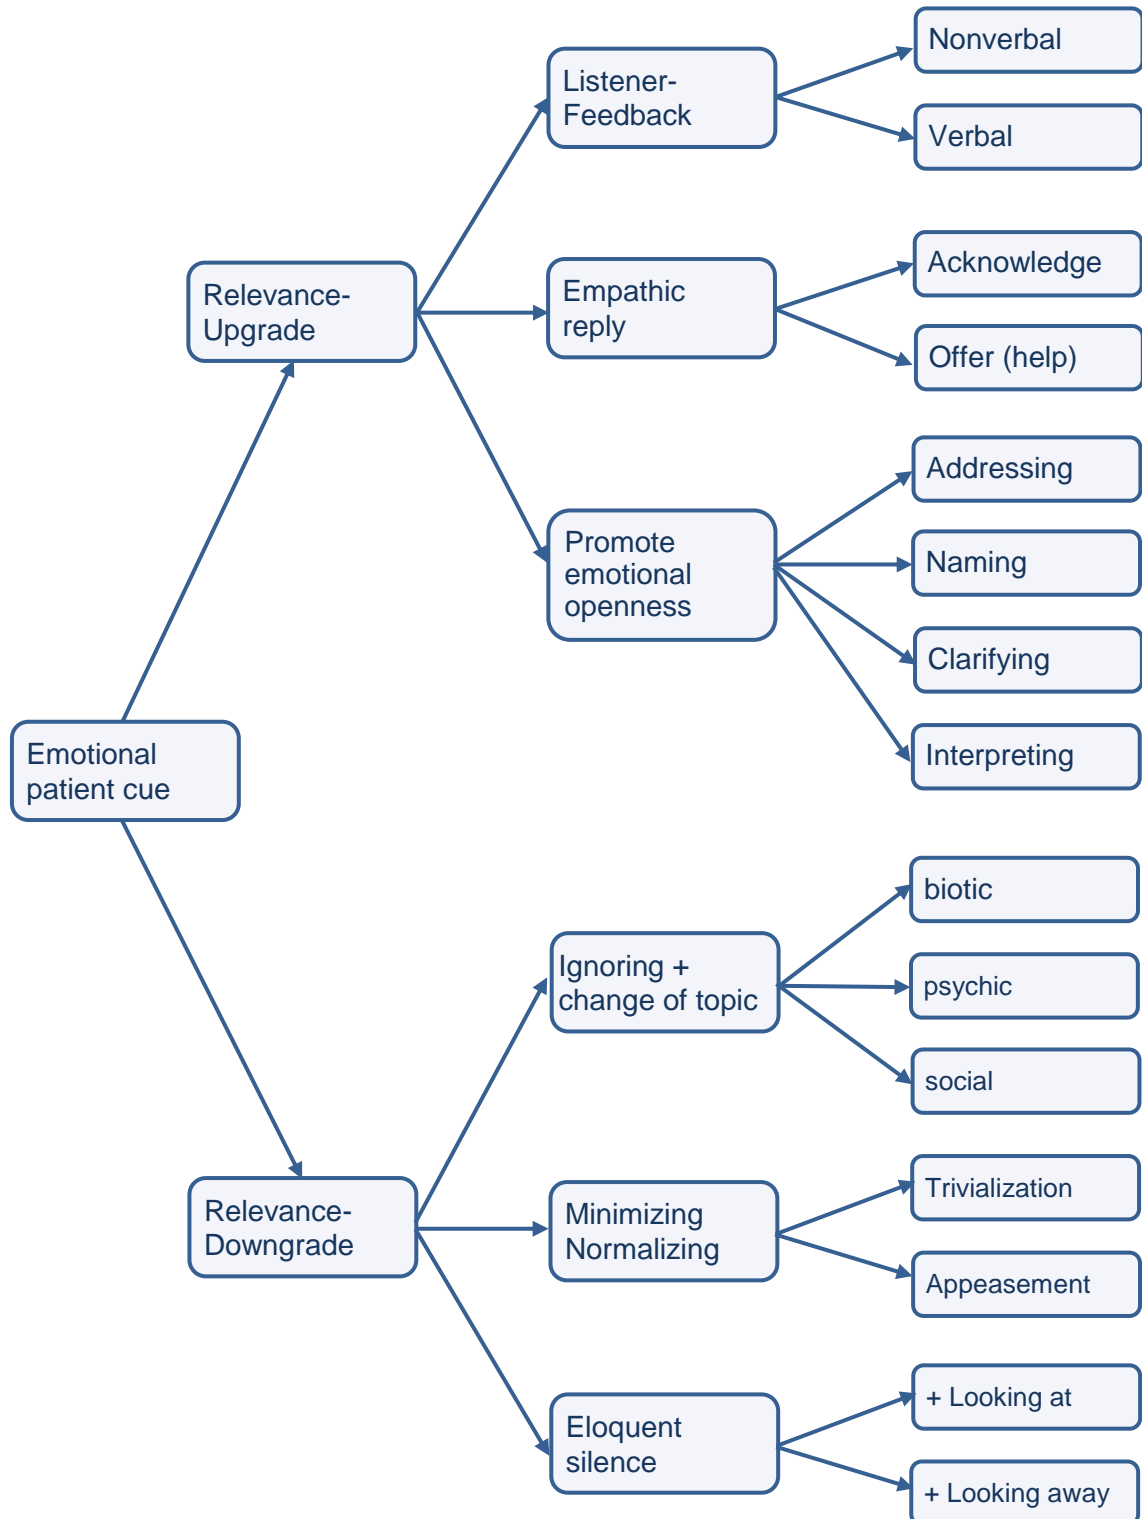 Nonverbal
Listener-
Feedback
Verbal
Acknowledge
Relevance-
Upgrade
Empathic
reply
Offer (help)
Addressing
Promote
emotional
openness
Naming
Clarifying
Interpreting
Emotional
patient cue
biotic
Ignoring +
change of topic
psychic
social
Relevance-
Downgrade
Minimizing
Normalizing
Trivialization
Appeasement
Eloquent
silence
+ Looking at
+ Looking away